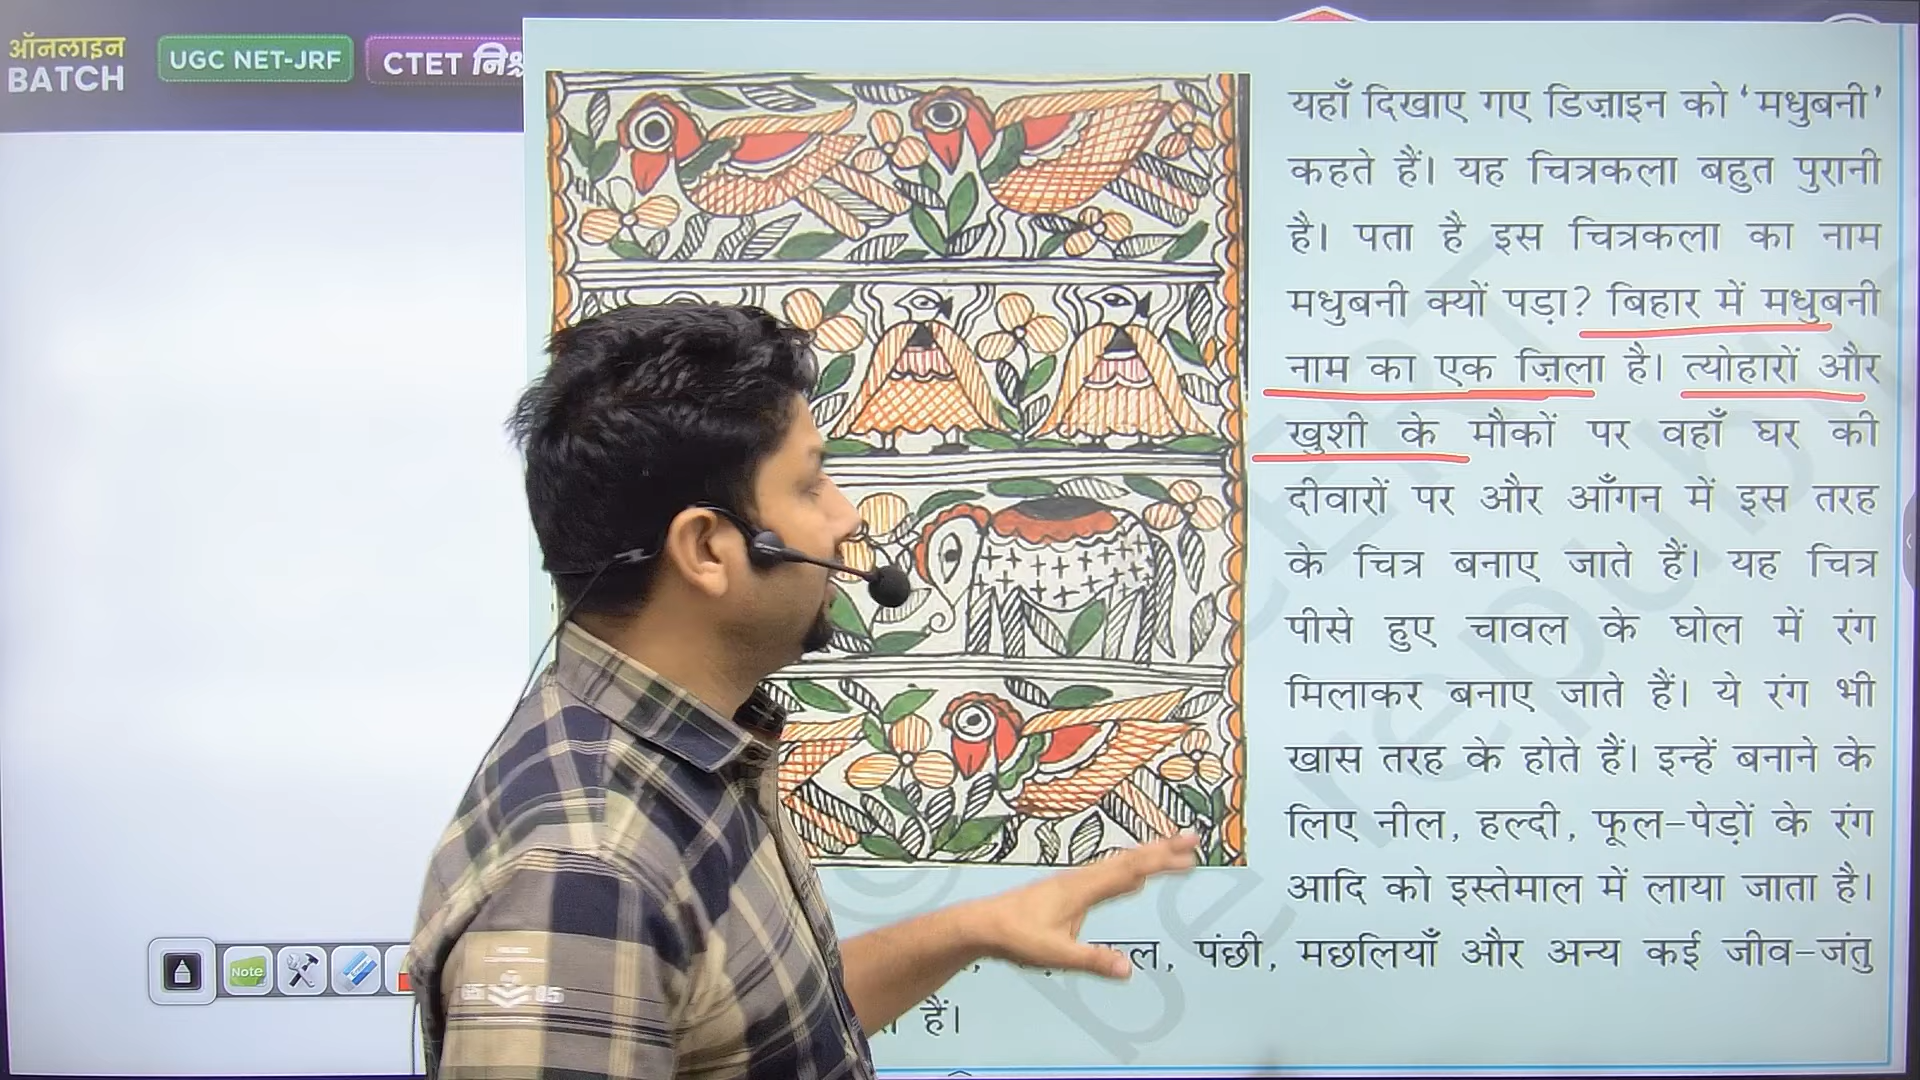 ऑनलाइन
BATCH
UGC NET-JRF
CTET
यहाँ दिखाए गए डिज़ाइन को ‘मधुबनी’
कहते हैं। यह चित्रकला बहुत पुरानी
है। पता है इस चित्रकला का नाम
मधुबनी क्यों पड़ा? बिहार में मधुबनी
नाम का एक ज़िला है। त्योहारों और
खुशी के मौकों पर वहाँ घर की
दीवारों पर और आँगन में इस तरह
के चित्र बनाए जाते हैं। यह चित्र
पीसे हुए चावल के घोल में रंग
मिलाकर बनाए जाते हैं। ये रंग भी
खास तरह के होते हैं। इन्हें बनाने के
लिए नील, हल्दी, फूल-पेड़ों के रंग
आदि को इस्तेमाल में लाया जाता है।
पंछी, मछलियाँ और अन्य कई जीव-जंतु
हैं।
Note